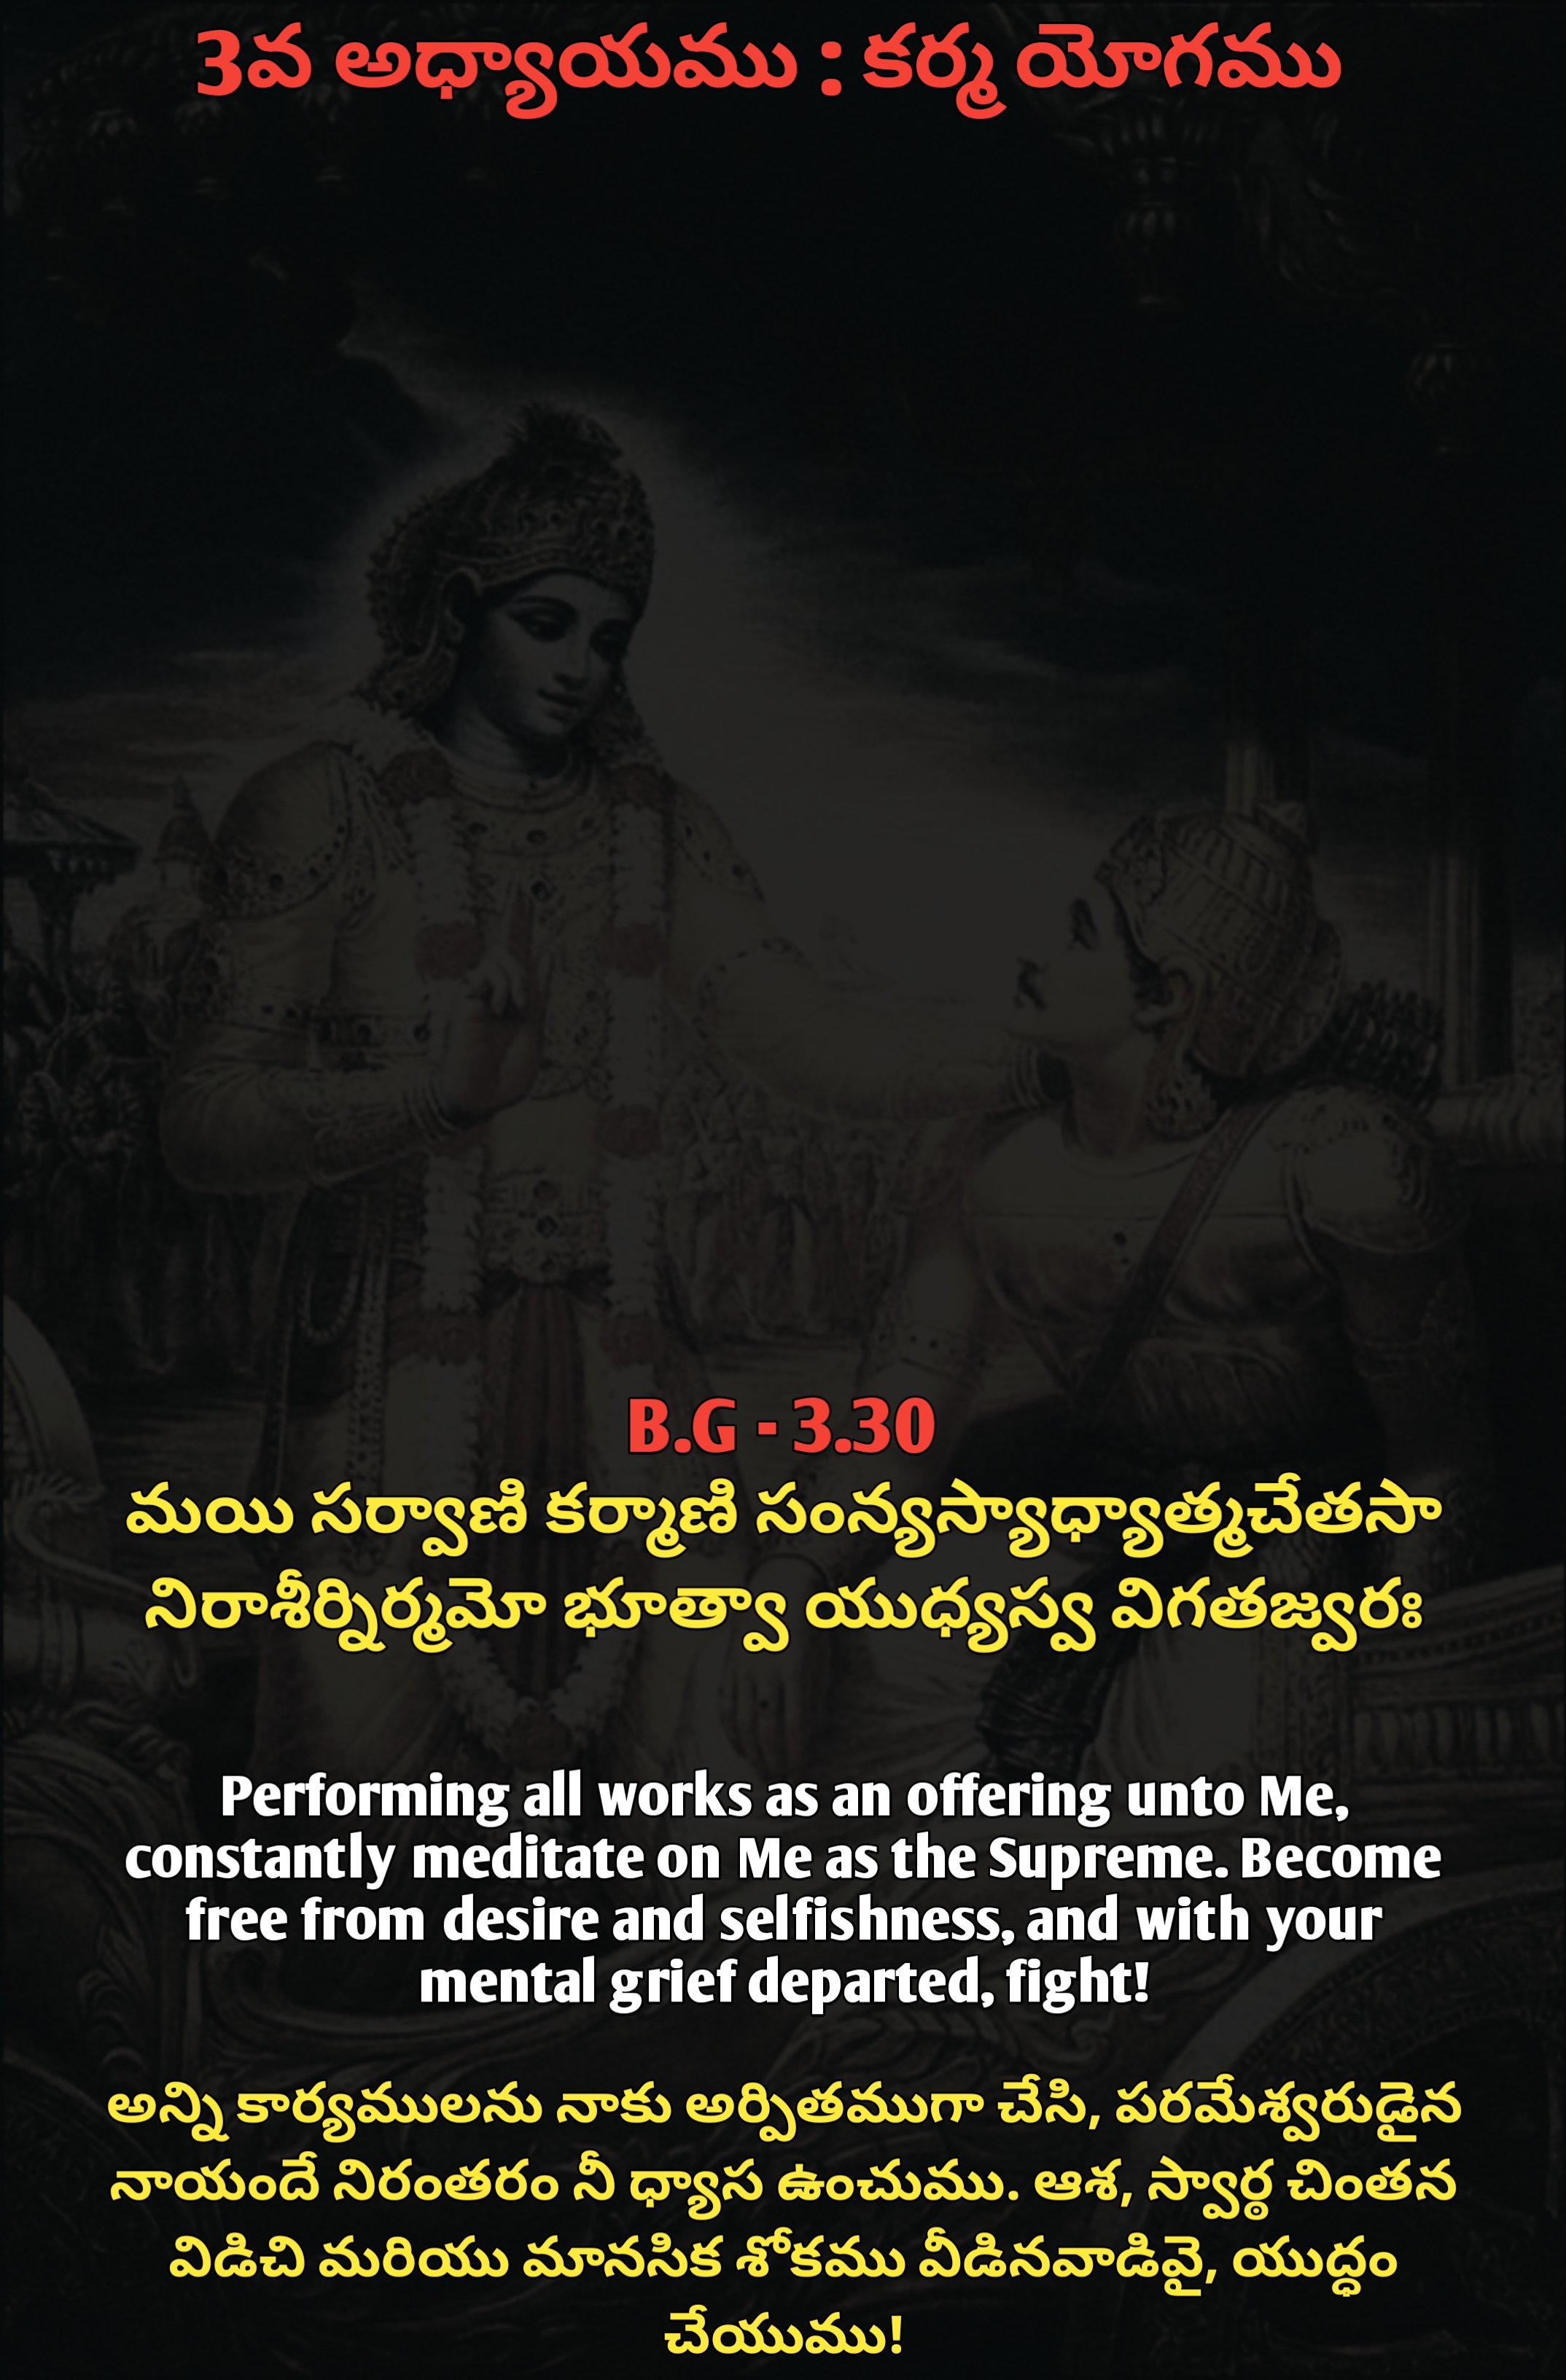 3వ అధ్యాయము : కర్మ యోగము
B.G - 3.30
మయి సర్వాణి కర్మాణి సంన్యస్యాధ్యాత్మచేతసా
నిరాశీర్నిర్మమో భూత్వా యుధ్యస్వ విగతజ్వరః
Performing all works as an offering unto Me,
constantly meditate on Me as the Supreme. Become
free from desire and selfishness, and with your
mental grief departed, fight!
అన్ని కార్యములను నాకు అర్పితముగా చేసి, పరమేశ్వరుడైన
నాయందే నిరంతరం నీ ధ్యాస ఉంచుము. ఆశ, స్వార్థ చింతన
విడిచి మరియు మానసిక శోకము వీడినవాడివై, యుద్ధం
చేయుము!